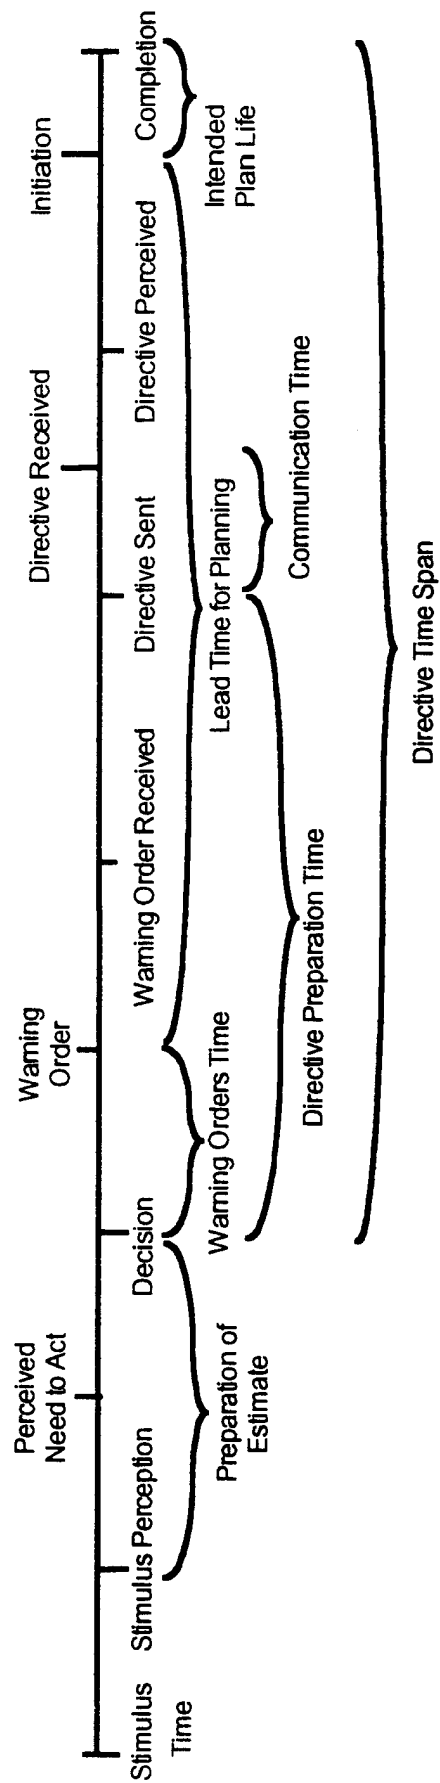 Perceived
Need to Act
Warning
Order
Directive Received
Initiation
Stimulus
Stimulus Perception
Decision
Warning Order Received
Directive Sent
Directive Perceived
Completion
Time
Preparation of
Estimate
Warning Orders Time
Lead Time for Planning
Intended
Plan Life
Directive Preparation Time
Communication Time
Directive Time Span